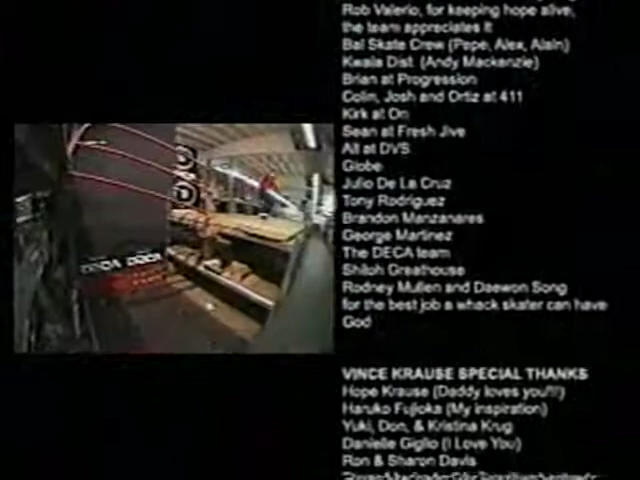 Rob Valerio, for keeping hope alive,
the team appreciates it
Bal Skate Crew (Pepe, Alex, Alain)
Kwala Dist. (Andy Mackenzie)
Brian at Progression
Colin, Josh and Ortiz at 411
Kirk at On
Sean at Fresh Jive
All at DVS
Globe
Julio De La Cruz
Tony Rodriguez
Brandon Manzanares
George Martinez
The DECA team
Shiloh Greathouse
Rodney Mullen and Daewon Song
for the best job a whack skater can have
God
VINCE KRAUSE SPECIAL THANKS
Hope Krause (Daddy loves you!!!)
Haruko Fujioka (My inspiration)
Yuki, Don, & Kristina Krug
Danielle Giglio (I Love You)
Ron & Sharon Davis
DECA DECA